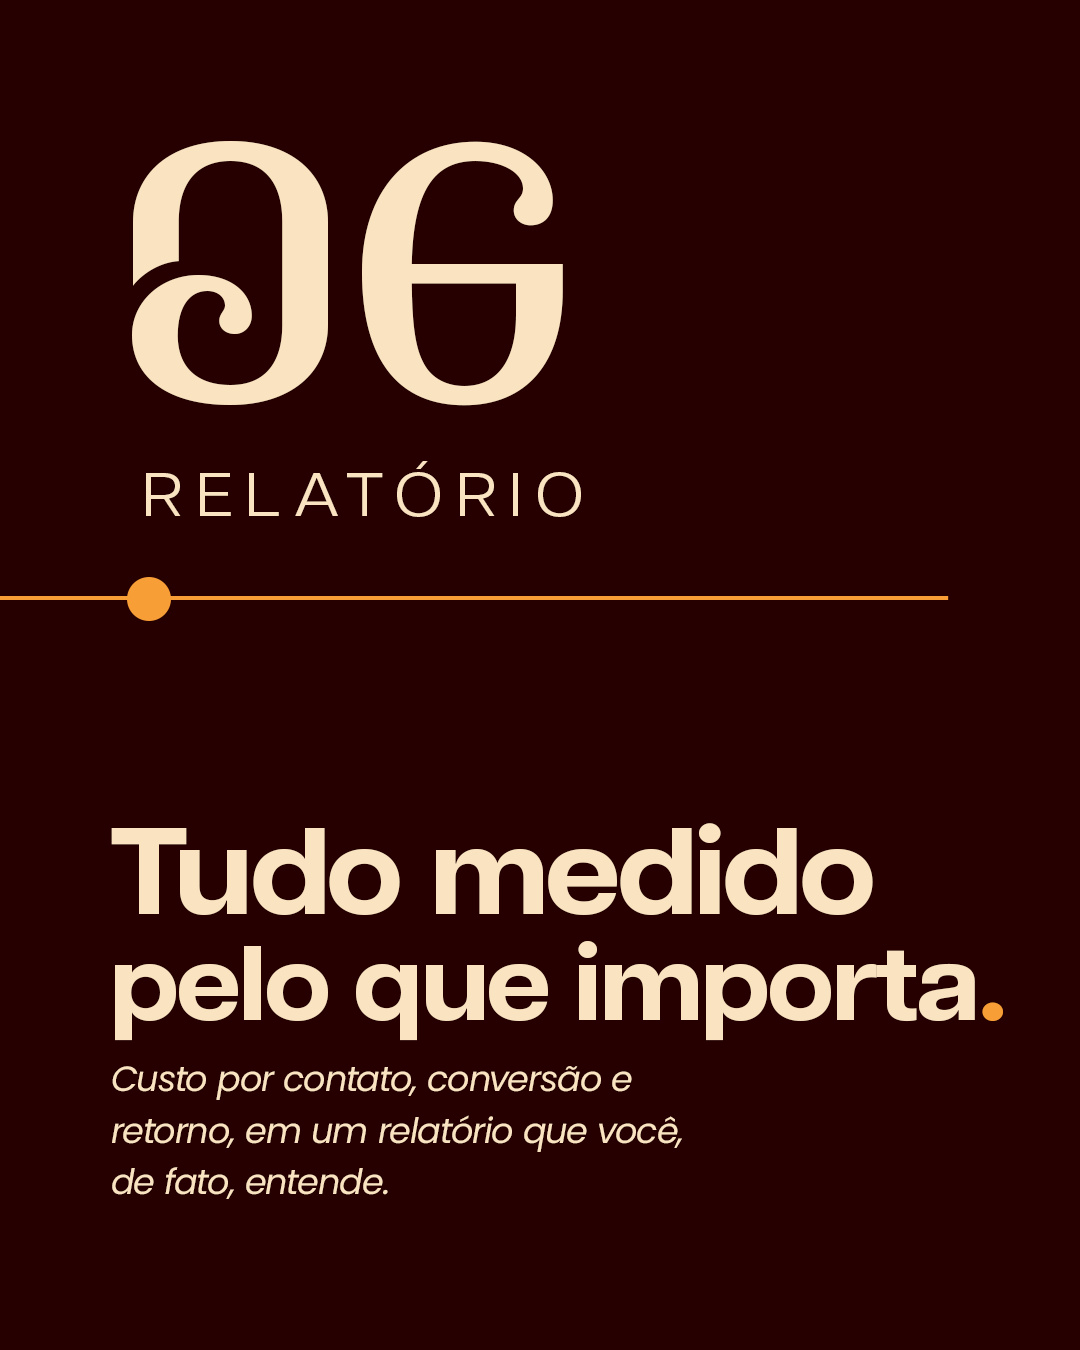 06
RELATÓRIO
Tudo medido
pelo que importa.
Custo por contato, conversão e
retorno, em um relatório que você,
de fato, entende.